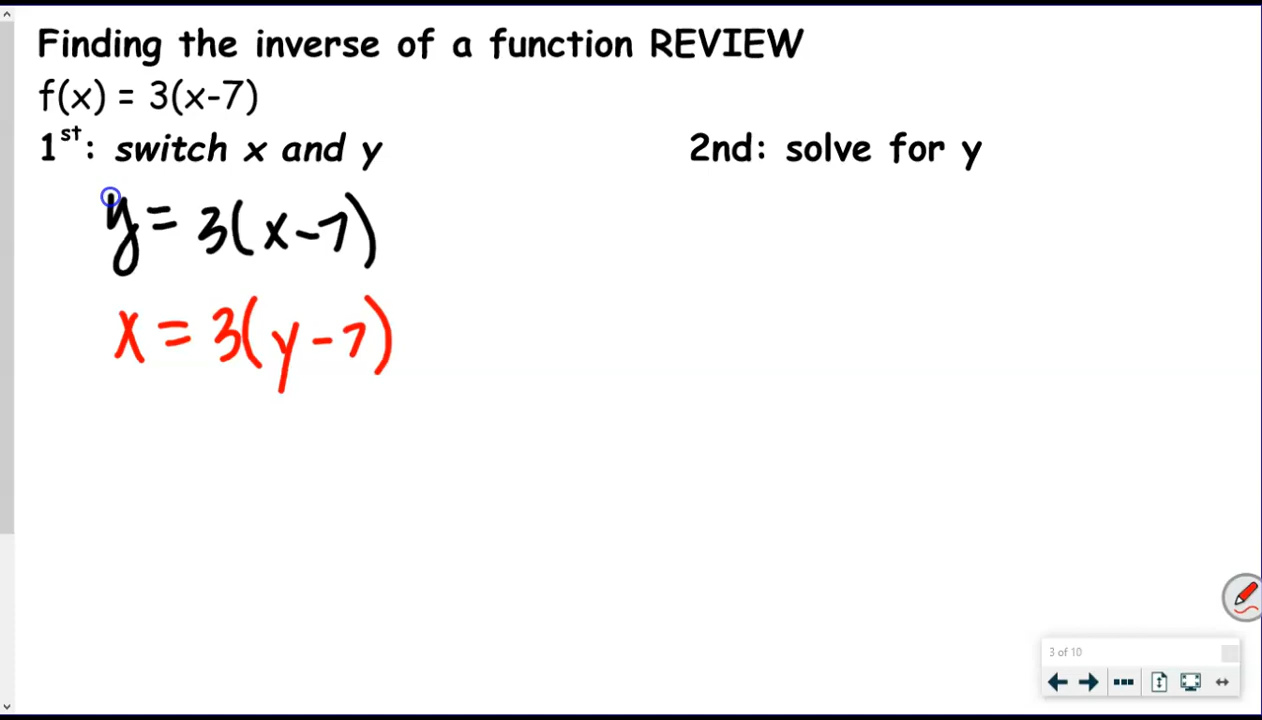 Finding the inverse of a function REVIEW
f(x) = 3(x-7)
1st: switch x and y
2nd: solve for y
y = 3(x-7)
x = 3(y-7)
3 of 10